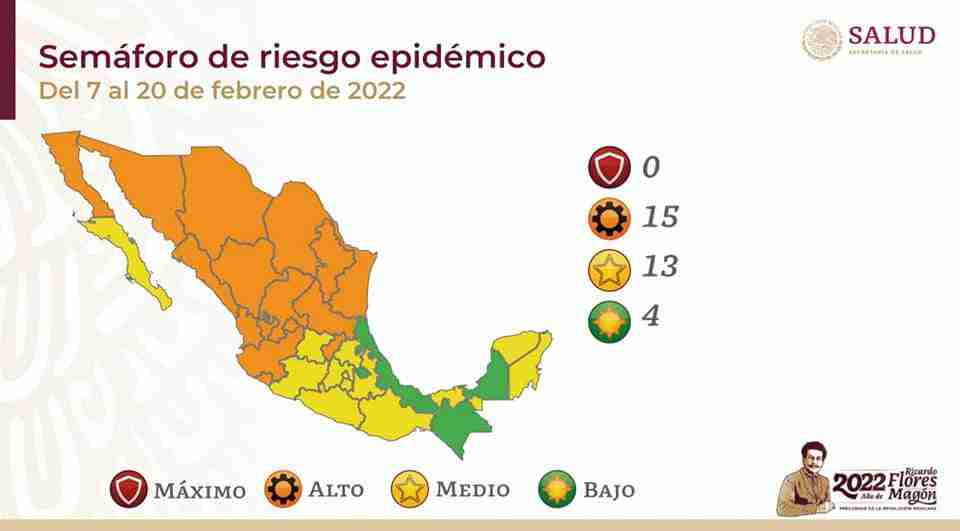 Semáforo de riesgo epidémico
Del 7 al 20 de febrero de 2022
SALUD
SECRETARÍA DE SALUD
0
15
13
4
MÁXIMO
ALTO
MEDIO
BAJO
2022 Ricardo
Flores
Año de Magón
PRECURSOR DE LA REVOLUCIÓN MEXICANA